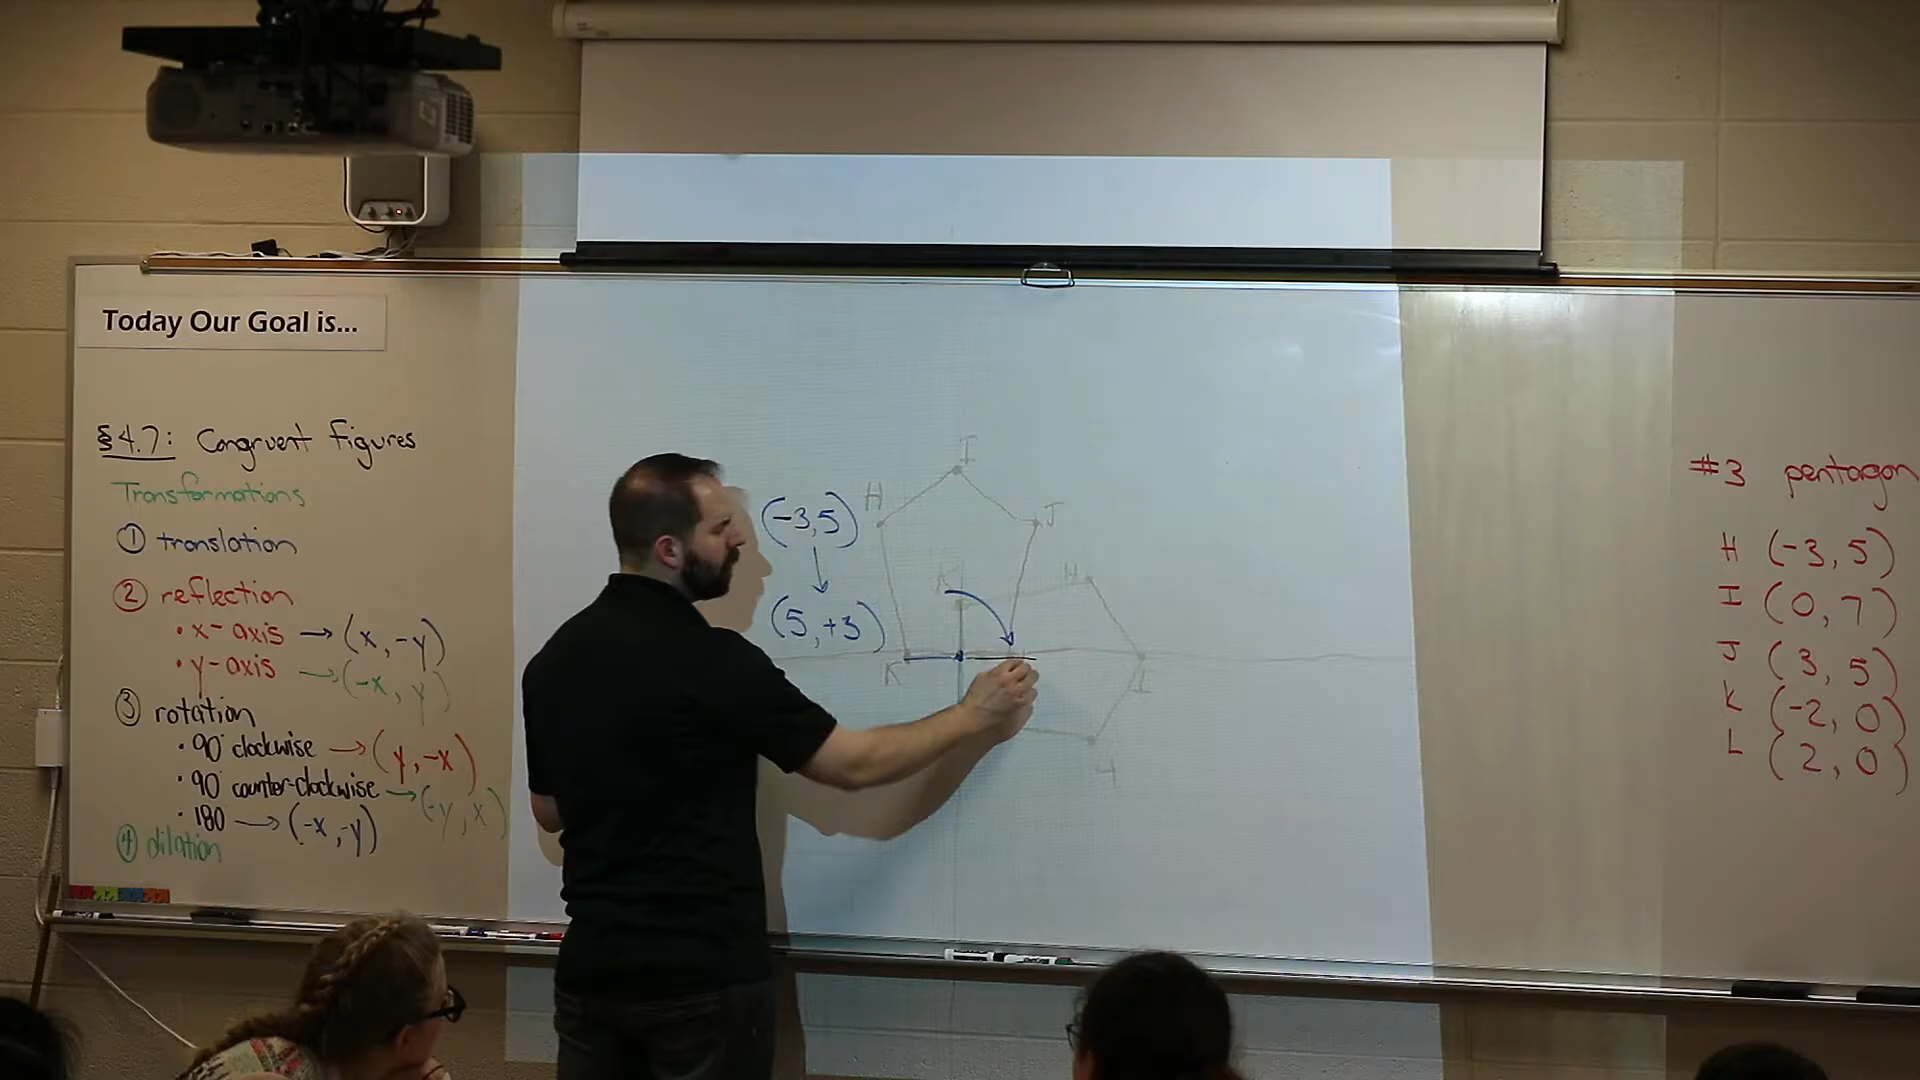 Today Our Goal is...
§4.7: Congruent figures
Transformations
① translation
② reflection
• x-axis → (x, -y)
• y-axis → (-x, y)
③ rotation
• 90° clockwise → (y, -x)
• 90 counter-clockwise → (-y, x)
• 180 → (-x, -y)
④ dilation
I
H
(-3,5)
J
↓
K
H
(5,+3)
K
I
#3 pentagon
H (-3, 5)
I (0, 7)
J (3, 5)
K (-2, 0)
L (2, 0)